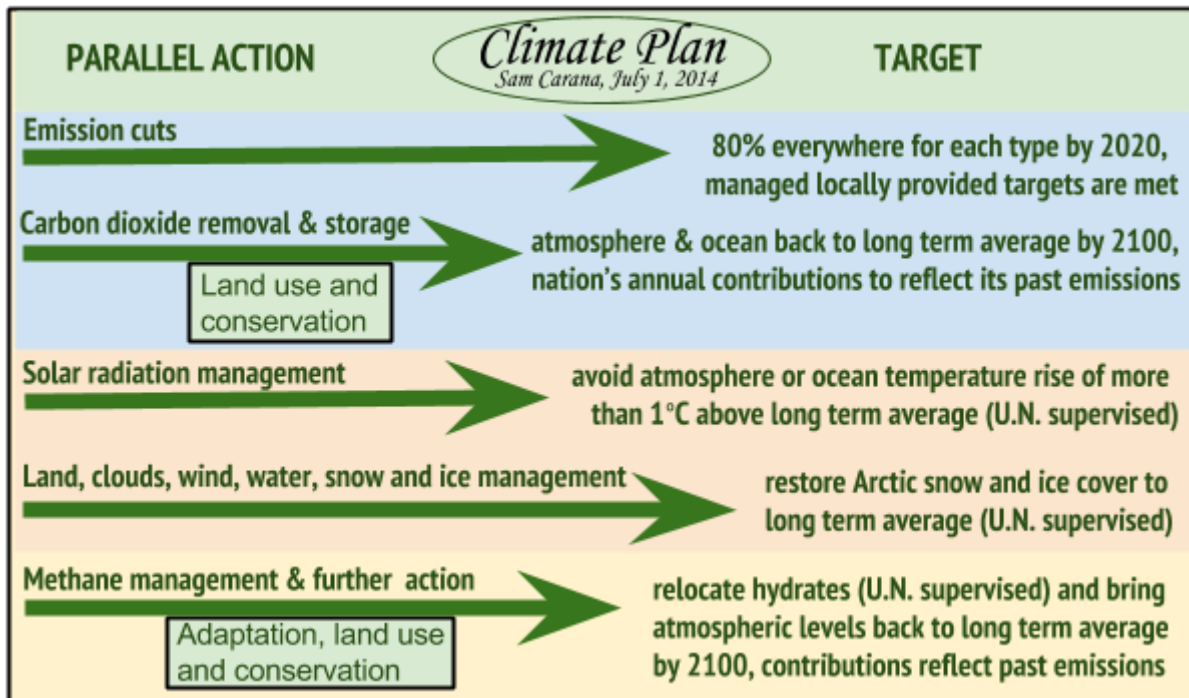 PARALLEL ACTION
Climate Plan
Sam Carana, July 1, 2014
TARGET
Emission cuts
80% everywhere for each type by 2020,
managed locally provided targets are met
Carbon dioxide removal & storage
atmosphere & ocean back to long term average by 2100,
nation's annual contributions to reflect its past emissions
Land use and
conservation
Solar radiation management
avoid atmosphere or ocean temperature rise of more
than 1°C above long term average (U.N. supervised)
Land, clouds, wind, water, snow and ice management
restore Arctic snow and ice cover to
long term average (U.N. supervised)
Methane management & further action
relocate hydrates (U.N. supervised) and bring
atmospheric levels back to long term average
by 2100, contributions reflect past emissions
Adaptation, land use
and conservation